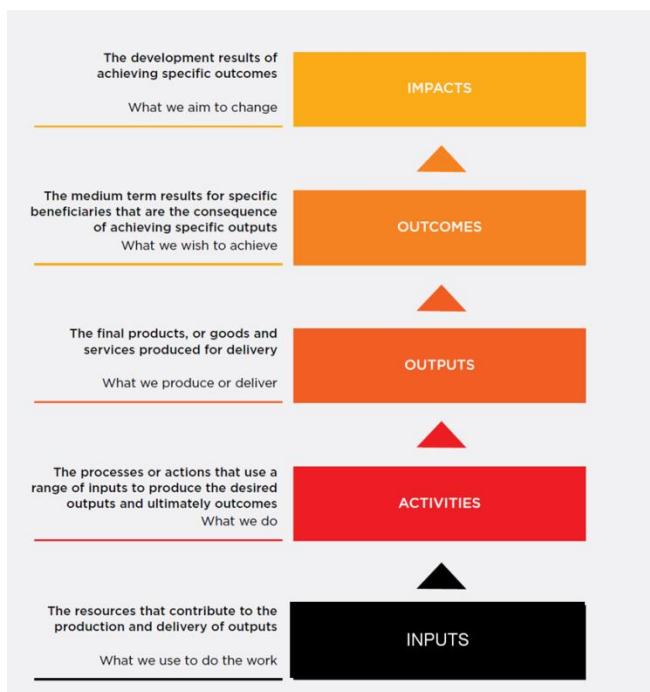 The development results of
achieving specific outcomes
What we aim to change
IMPACTS
The medium term results for specific
beneficiaries that are the consequence
of achieving specific outputs
What we wish to achieve
OUTCOMES
The final products, or goods and
services produced for delivery
What we produce or deliver
OUTPUTS
The processes or actions that use a
range of inputs to produce the desired
outputs and ultimately outcomes
What we do
ACTIVITIES
The resources that contribute to the
production and delivery of outputs
What we use to do the work
INPUTS